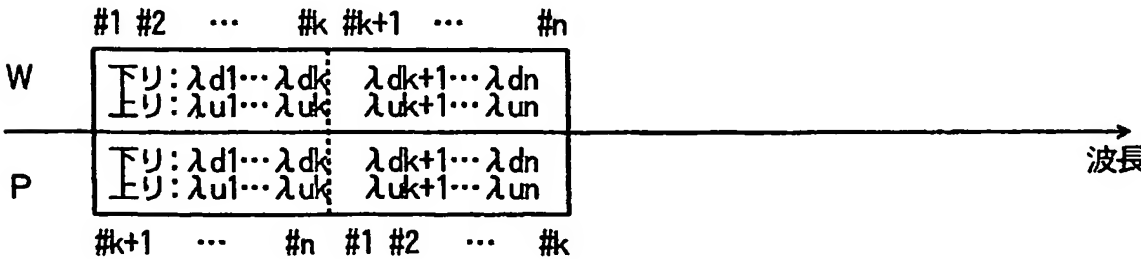 #1 #2 … #k #k+1 … #n
W
下り:λd1…λdk λdk+1…λdn
上り:λu1…λuk λuk+1…λun
波長
P
下り:λd1…λdk λdk+1…λdn
上り:λu1…λuk λuk+1…λun
#k+1 … #n #1 #2 … #k